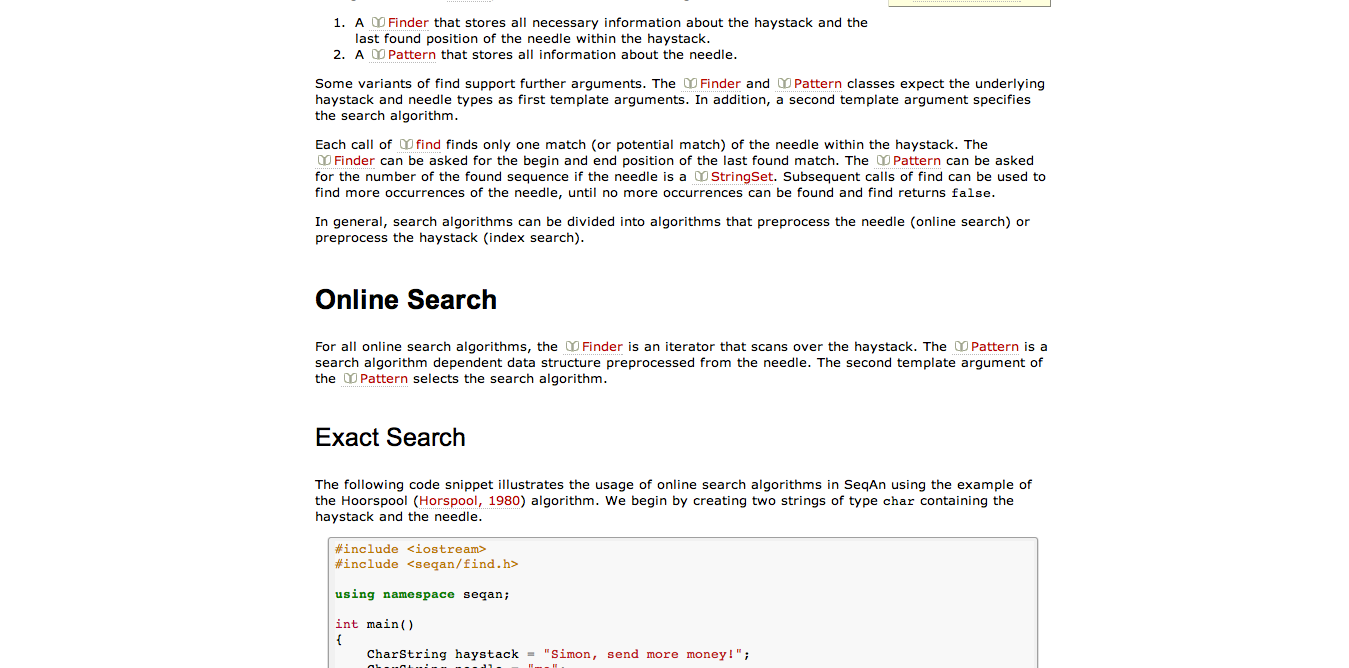 1. A Finder that stores all necessary information about the haystack and the
last found position of the needle within the haystack.
2. A Pattern that stores all information about the needle.
Some variants of find support further arguments. The Finder and Pattern classes expect the underlying
haystack and needle types as first template arguments. In addition, a second template argument specifies
the search algorithm.
Each call of find finds only one match (or potential match) of the needle within the haystack. The
Finder can be asked for the begin and end position of the last found match. The Pattern can be asked
for the number of the found sequence if the needle is a StringSet. Subsequent calls of find can be used to
find more occurrences of the needle, until no more occurrences can be found and find returns false.
In general, search algorithms can be divided into algorithms that preprocess the needle (online search) or
preprocess the haystack (index search).
Online Search
For all online search algorithms, the Finder is an iterator that scans over the haystack. The Pattern is a
search algorithm dependent data structure preprocessed from the needle. The second template argument of
the Pattern selects the search algorithm.
Exact Search
The following code snippet illustrates the usage of online search algorithms in SeqAn using the example of
the Hoorspool (Horspool, 1980) algorithm. We begin by creating two strings of type char containing the
haystack and the needle.
#include <iostream>
#include <seqan/find.h>
using namespace seqan;
int main()
{
CharString haystack = "Simon, send more money!";